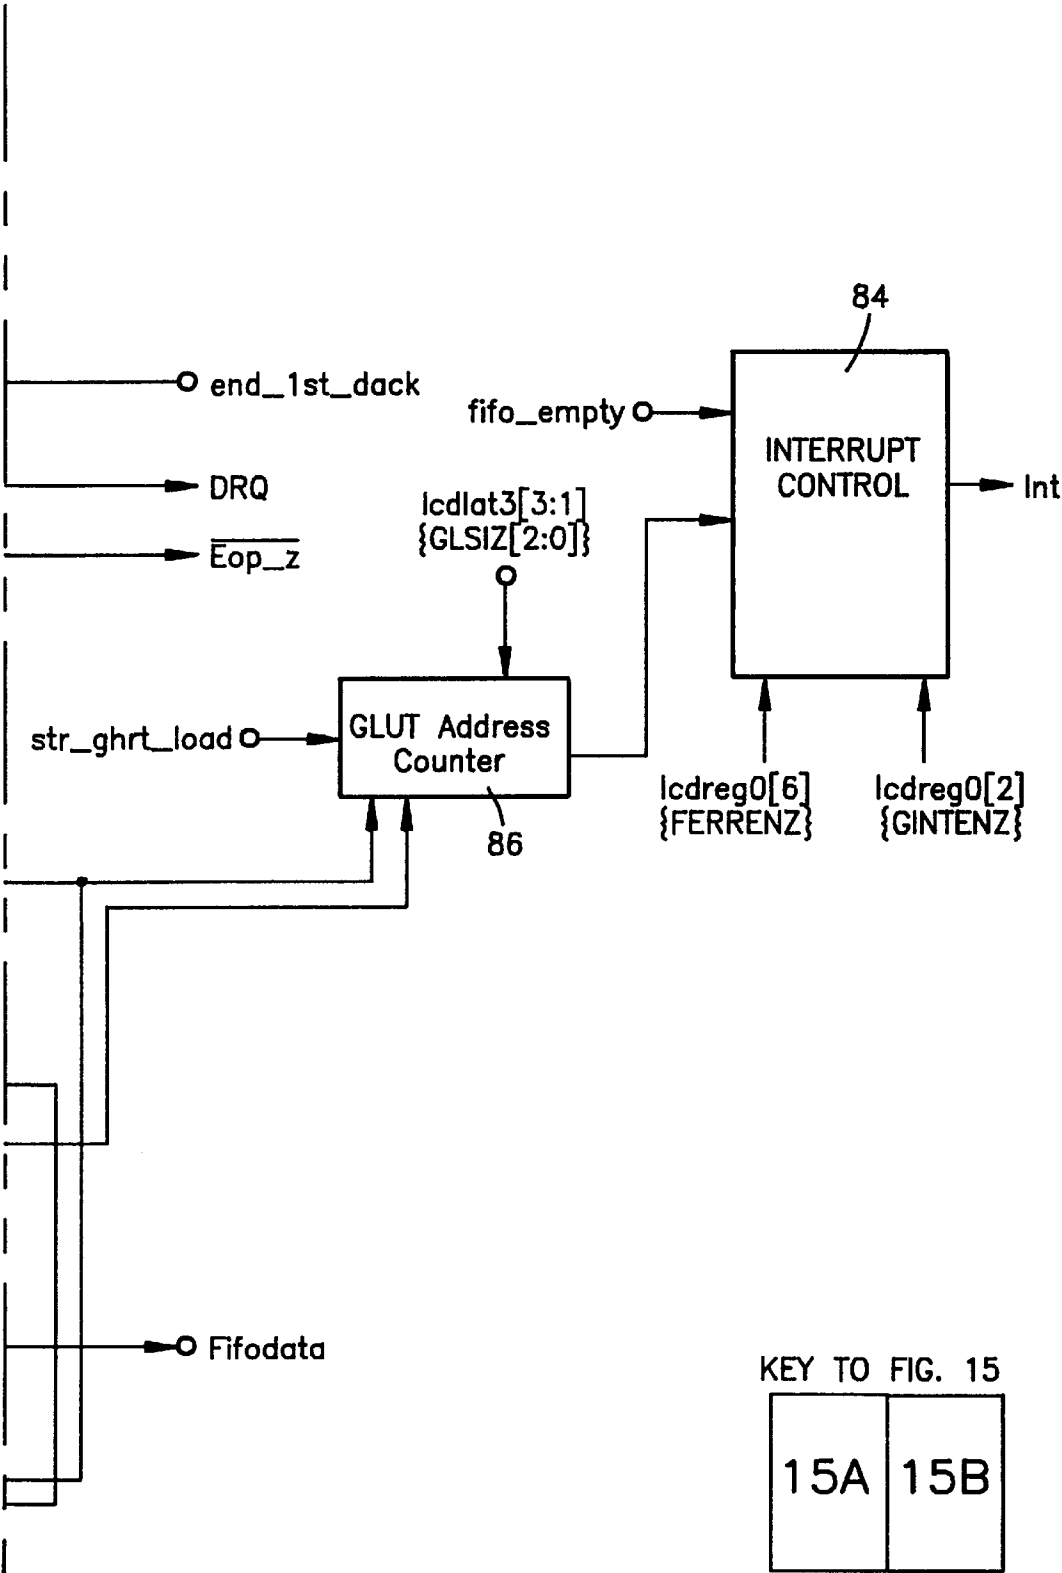 84
end_1st_dack
fifo_empty
INTERRUPT
CONTROL
DRQ
Int
lcdlat3[3:1]
{GLSIZ[2:0]}
Eop_z
str_ghrt_load
GLUT Address
Counter
86
lcdreg0[6]
{FERRENZ}
lcdreg0[2]
{GINTENZ}
Fifodata
KEY TO FIG. 15
15A
15B